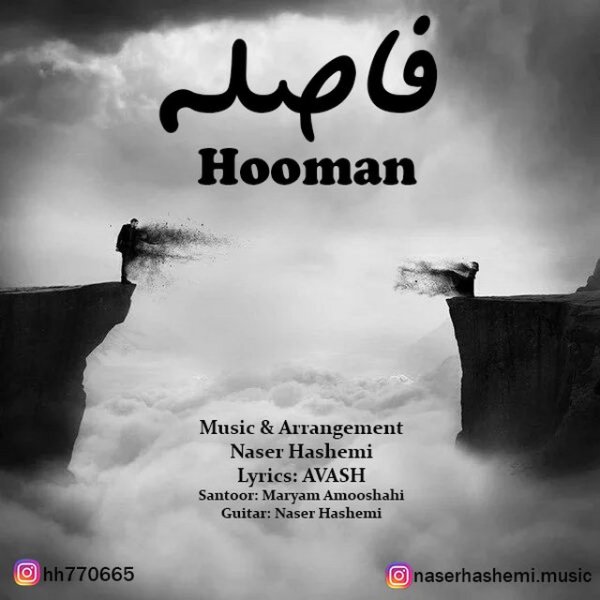 فاصله
Hooman
Music & Arrangement
Naser Hashemi
Lyrics: AVASH
Santoor: Maryam Amooshahi
Guitar: Naser Hashemi
hh770665
naserhashemi.music